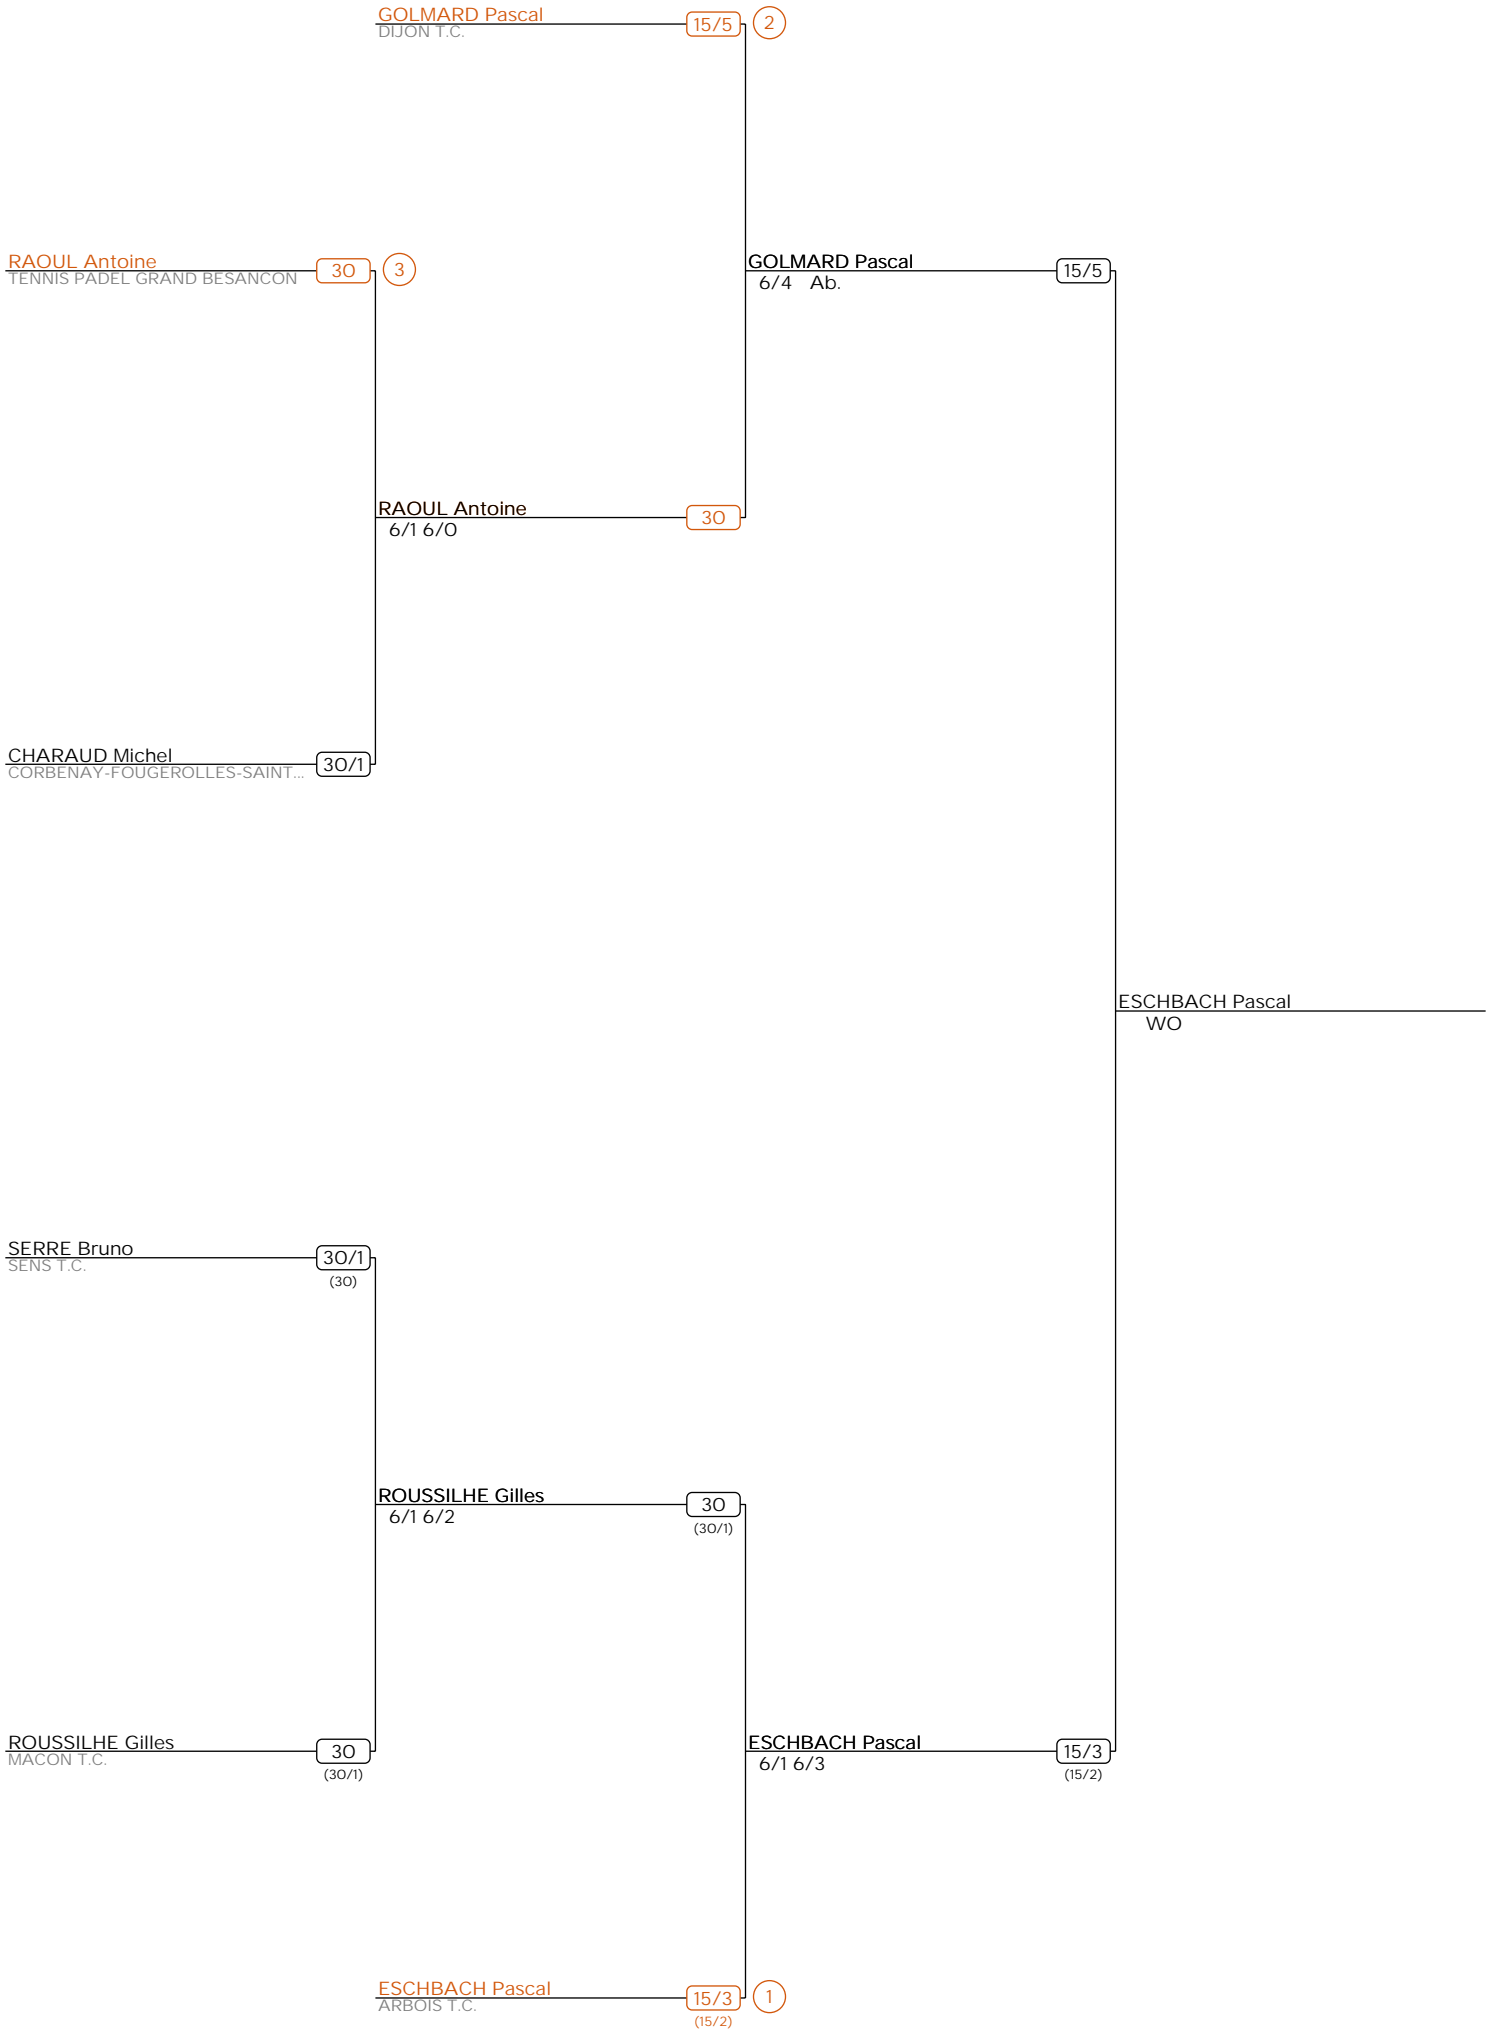 GOLMARD Pascal
DIJON T.C.
15/5
2
RAOUL Antoine
TENNIS PADEL GRAND BESANCON
30
3
GOLMARD Pascal
6/4 Ab.
15/5
RAOUL Antoine
6/1 6/0
30
CHARAUD Michel
CORBENAY-FOUGEROLLES-SAINT...
30/1
ESCHBACH Pascal
WO
SERRE Bruno
SENS T.C.
30/1
(30)
ROUSSILHE Gilles
6/1 6/2
30
(30/1)
ROUSSILHE Gilles
MACON T.C.
30
(30/1)
ESCHBACH Pascal
6/1 6/3
15/3
(15/2)
ESCHBACH Pascal
ARBOIS T.C.
15/3
(15/2)
1